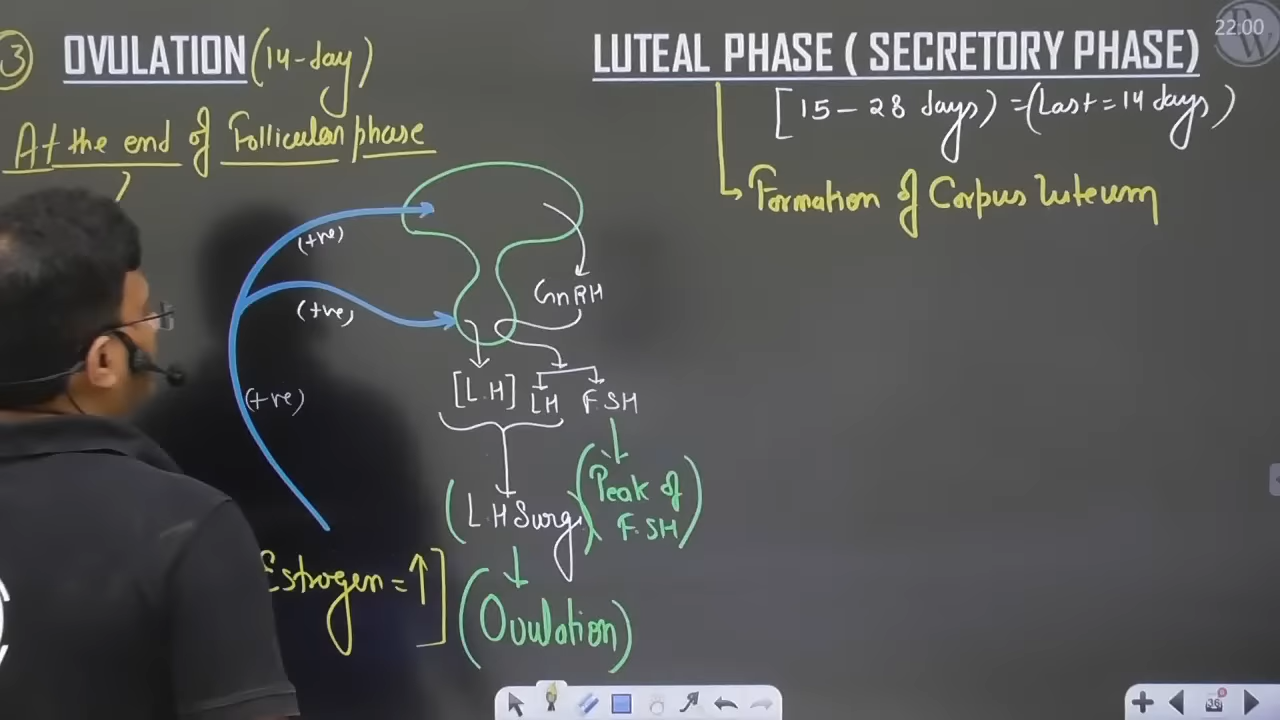 3 OVULATION (14-day)
At the end of Follicular phase
(+ve)
(+ve)
(+ve)
GnRH
[L.H] LH F.SH
(L.H Surge) (Peak of F.SH)
Estrogen = ↑]
(Ovulation)
LUTEAL PHASE ( SECRETORY PHASE)
[15 - 28 days) = (Last = 14 days)
Formation of Corpus luteum
22:00
PW
36